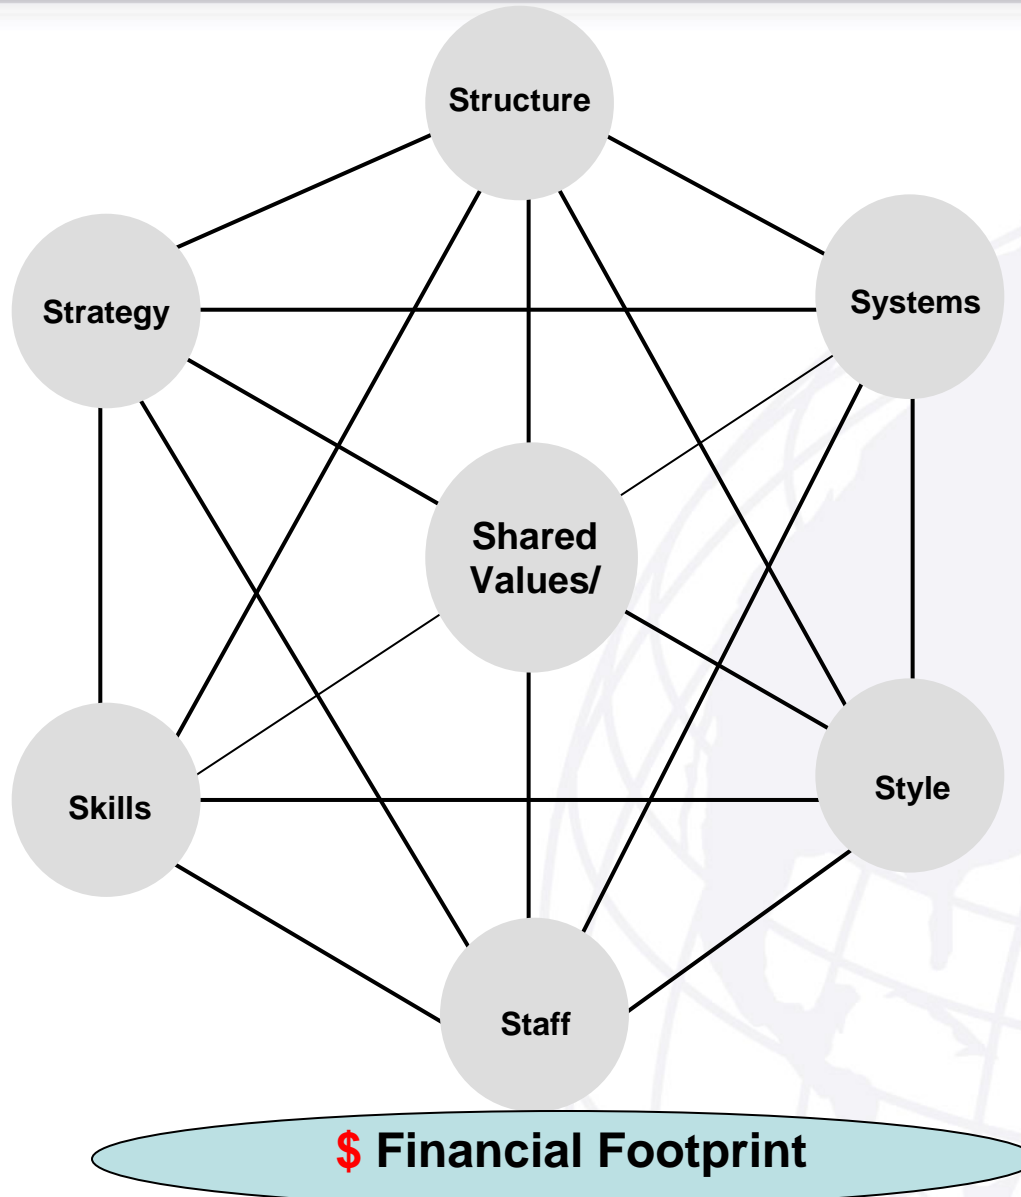 Structure
Strategy
Systems
Shared
Values/
Skills
Style
Staff
$ Financial Footprint